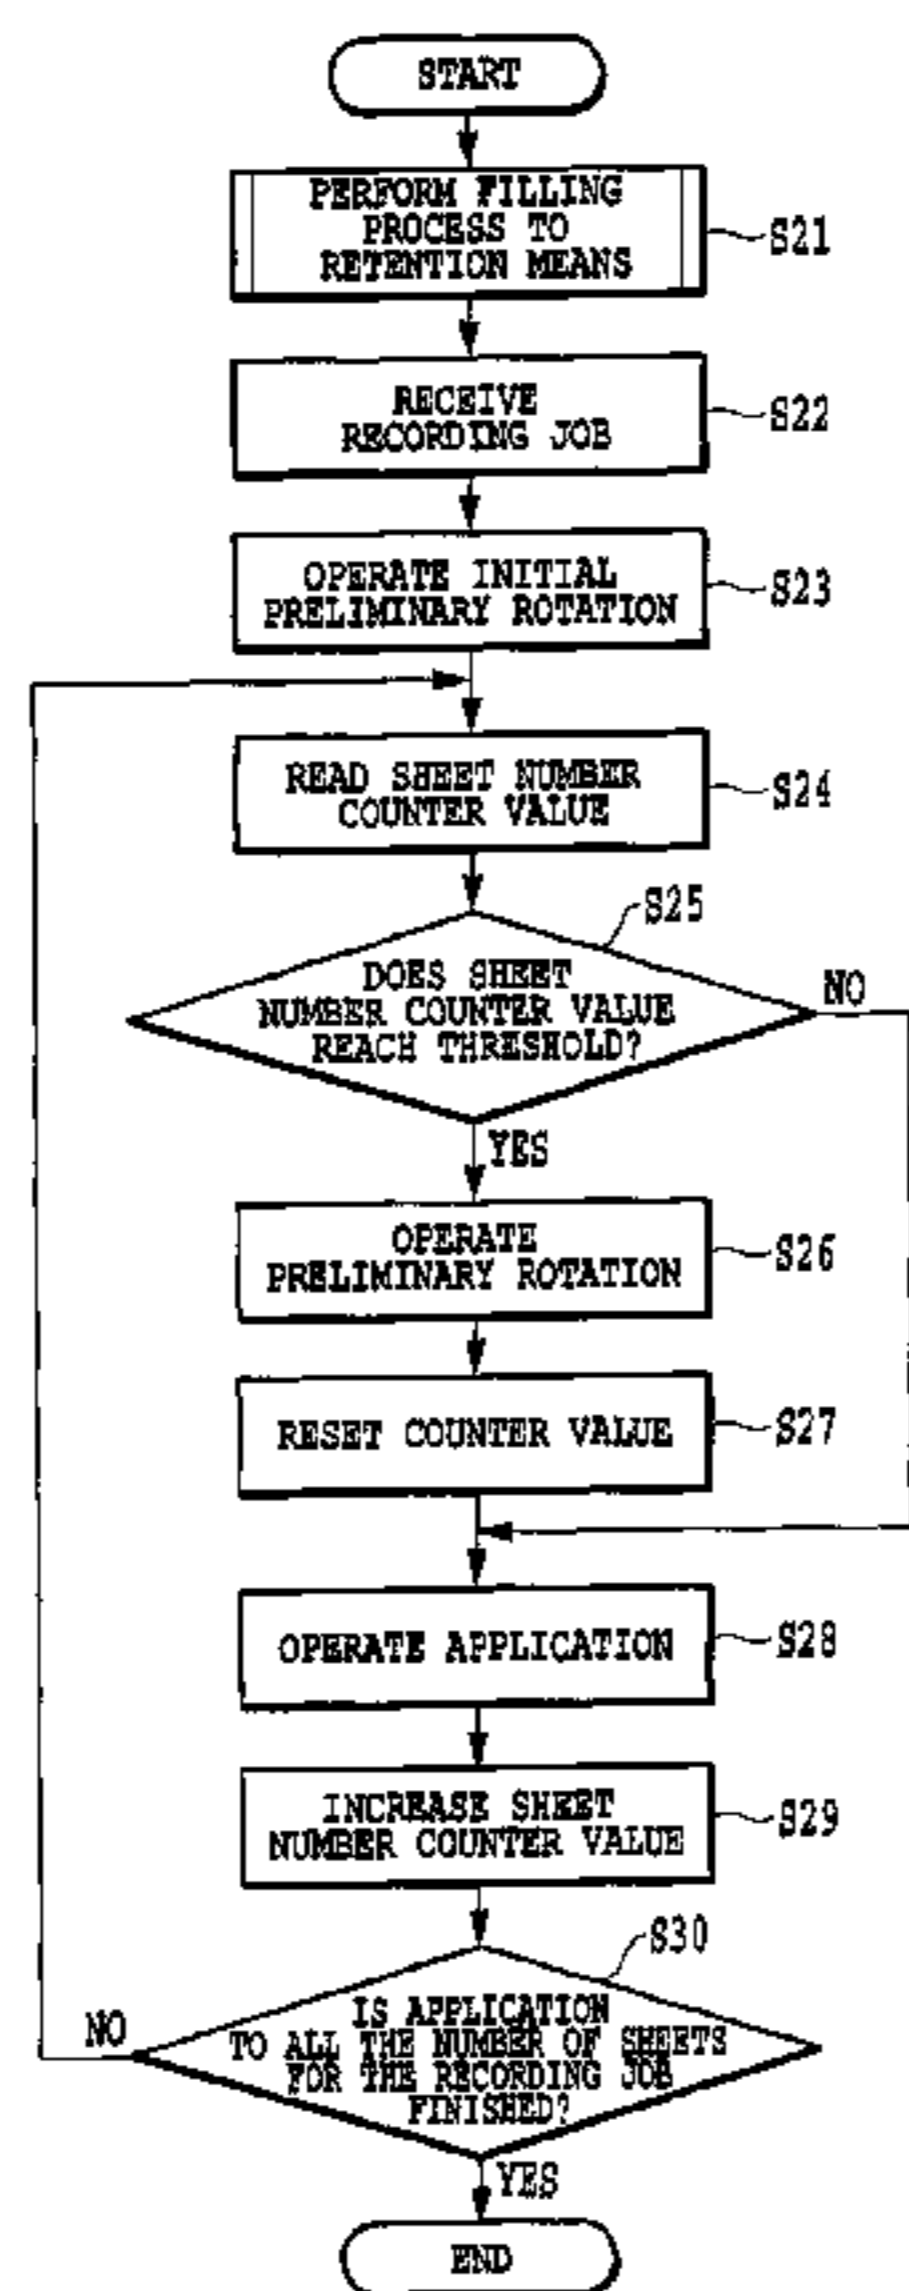 START
PERFORM FILLING
PROCESS TO
RETENTION MEANS
S21
RECEIVE
RECORDING JOB
S22
OPERATE INITIAL
PRELIMINARY ROTATION
S23
READ SHEET NUMBER
COUNTER VALUE
S24
S25
DOES SHEET
NUMBER COUNTER VALUE
REACH THRESHOLD?
NO
YES
OPERATE
PRELIMINARY ROTATION
S26
RESET COUNTER VALUE
S27
OPERATE APPLICATION
S28
INCREASE SHEET
NUMBER COUNTER VALUE
S29
S30
IS APPLICATION
TO ALL THE NUMBER OF SHEETS
FOR THE RECORDING JOB
FINISHED?
NO
YES
END